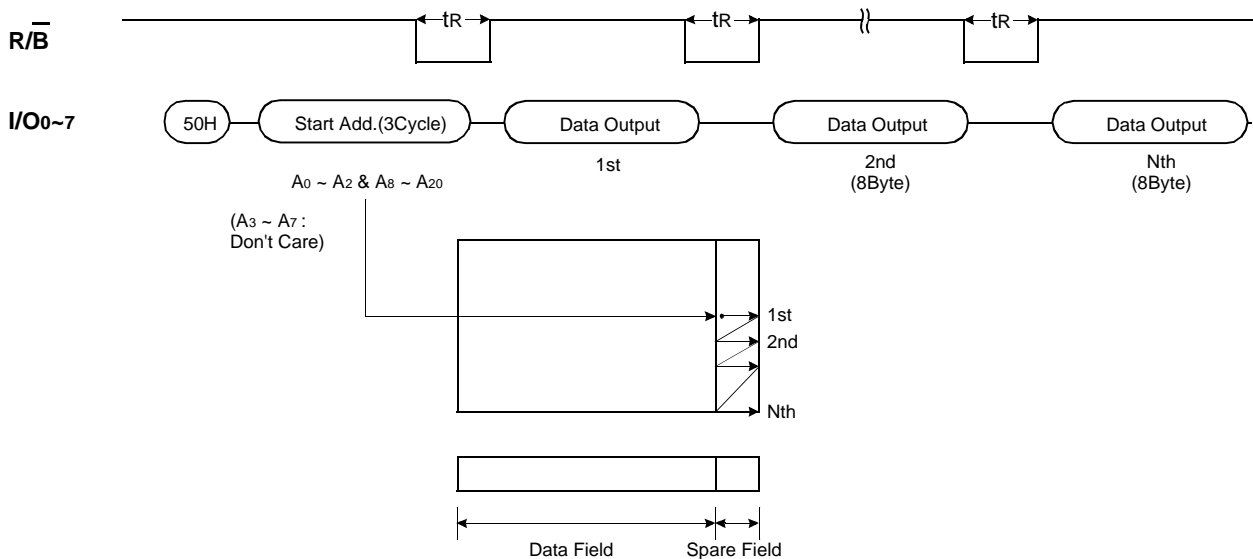 tR tR tR
R/B
I/O0~7
50H Start Add.(3Cycle) Data Output Data Output Data Output
1st 2nd Nth
(8Byte) (8Byte)
A0 ~ A2 & A8 ~ A20
(A3 ~ A7 :
Don't Care)
1st
2nd
Nth
Data Field Spare Field